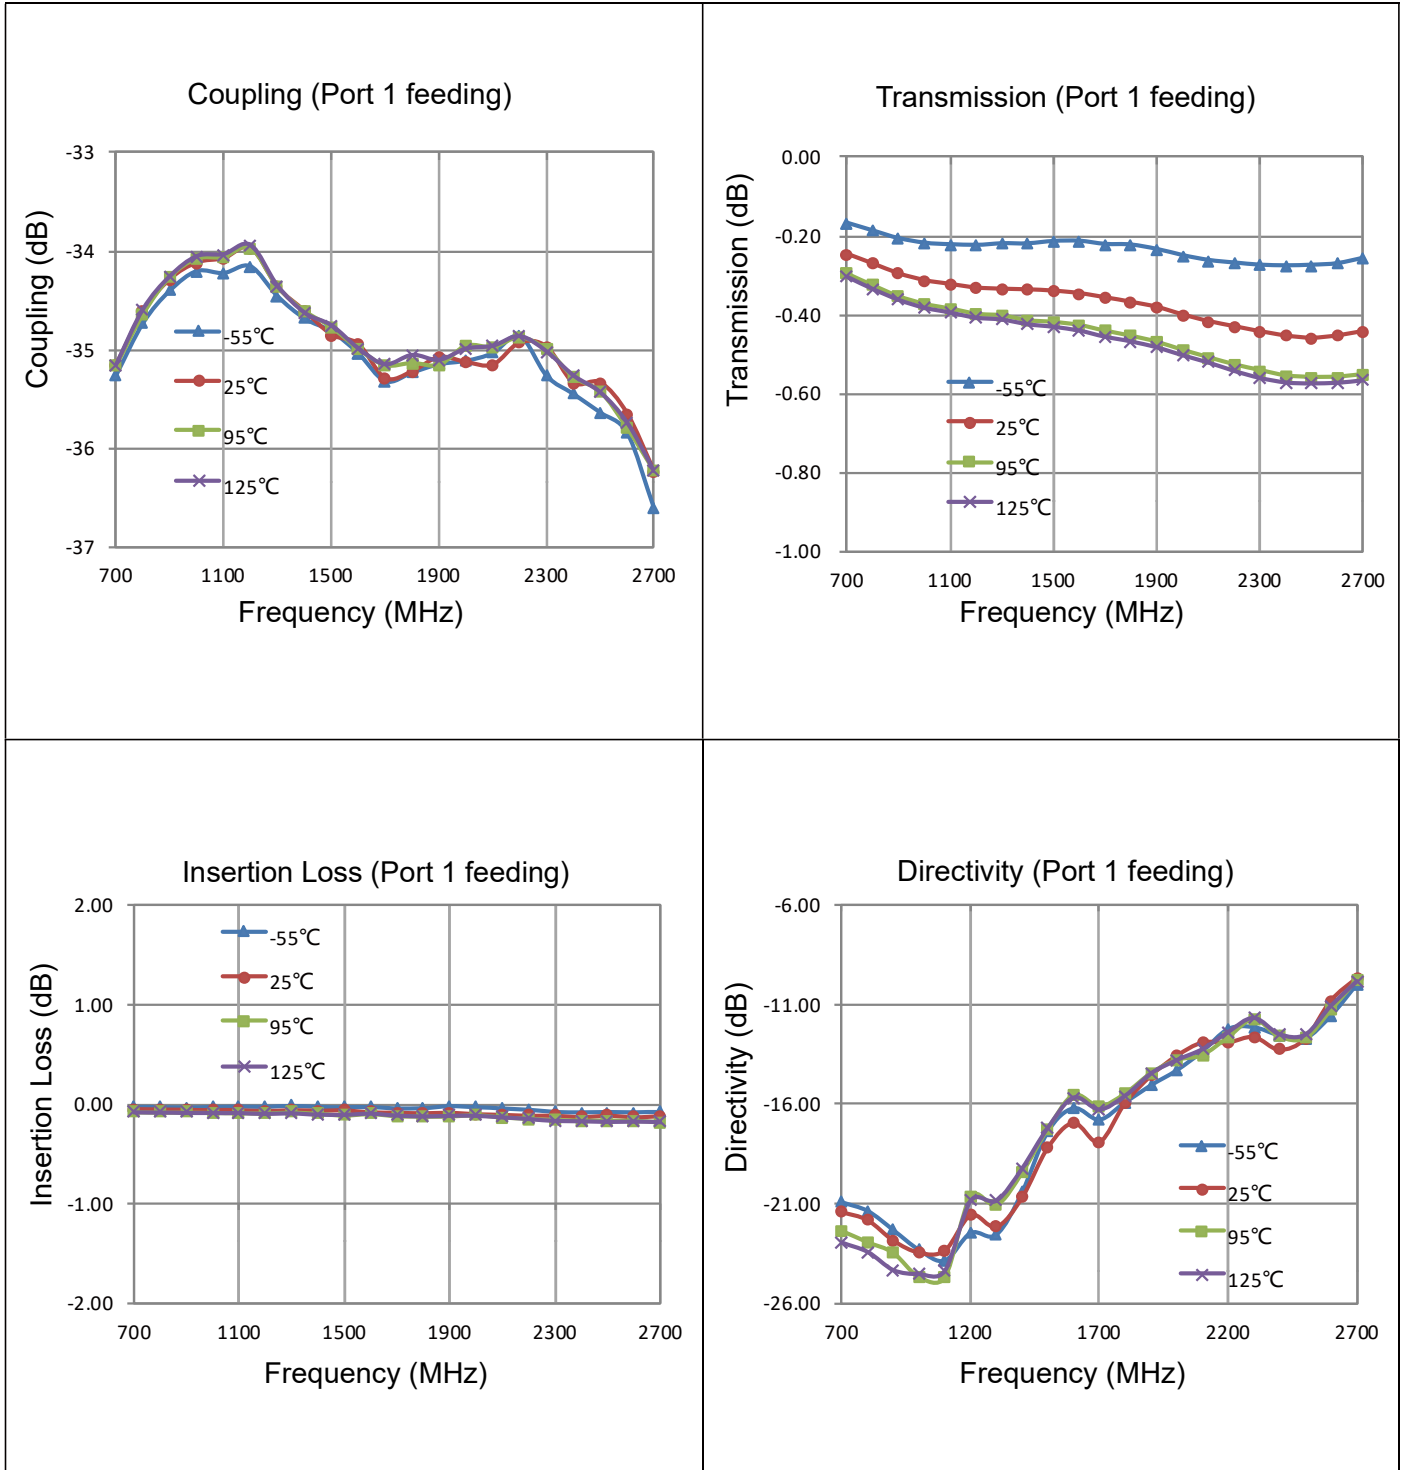 Coupling (Port 1 feeding)
-33
-34
-35
-36
-37
Coupling (dB)
-55℃
25℃
95℃
125℃
700 1100 1500 1900 2300 2700
Frequency (MHz)
Transmission (Port 1 feeding)
0.00
-0.20
-0.40
-0.60
-0.80
-1.00
Transmission (dB)
-55℃
25℃
95℃
125℃
700 1100 1500 1900 2300 2700
Frequency (MHz)
Insertion Loss (Port 1 feeding)
2.00
1.00
0.00
-1.00
-2.00
Insertion Loss (dB)
-55℃
25℃
95℃
125℃
700 1100 1500 1900 2300 2700
Frequency (MHz)
Directivity (Port 1 feeding)
-6.00
-11.00
-16.00
-21.00
-26.00
Directivity (dB)
-55℃
25℃
95℃
125℃
700 1200 1700 2200 2700
Frequency (MHz)